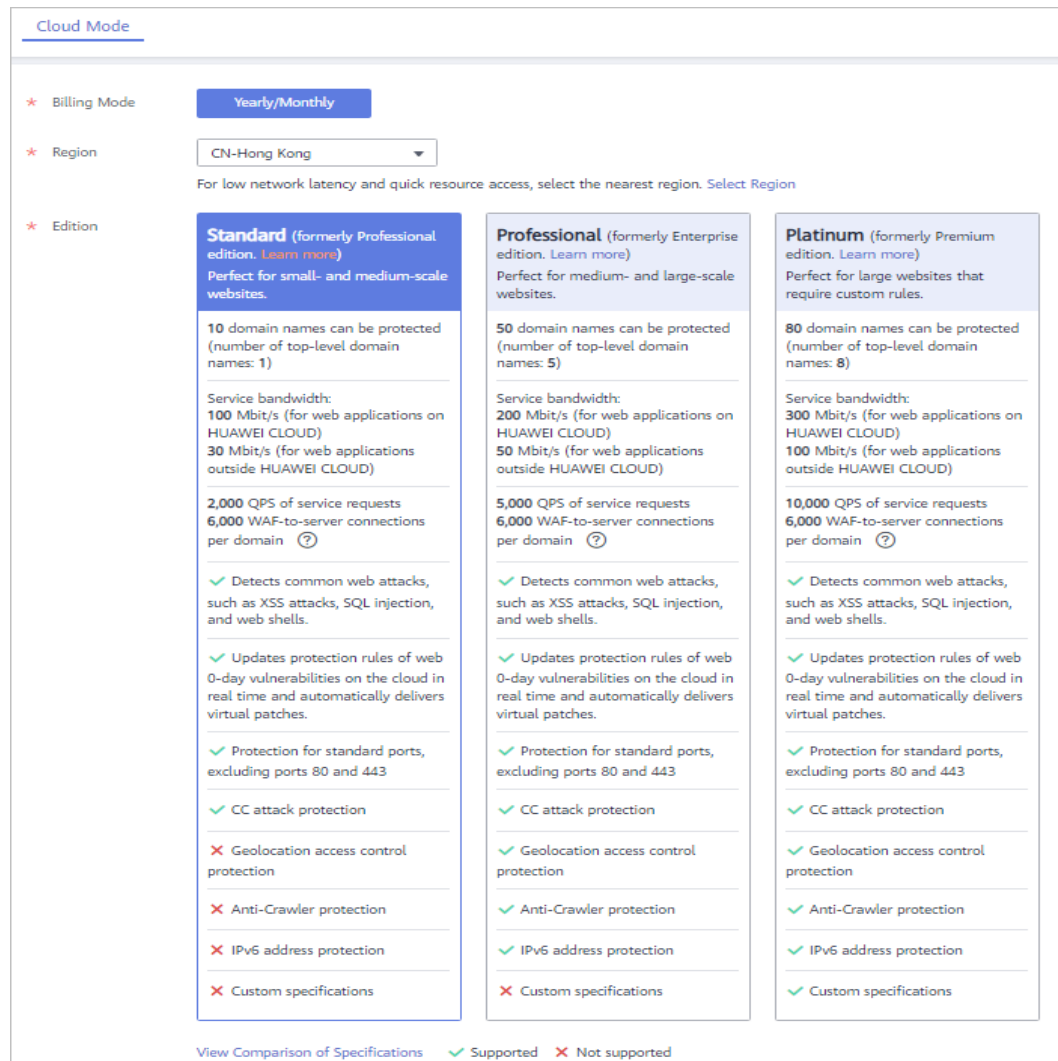 Cloud Mode
* Billing Mode
Yearly/Monthly
* Region
CN-Hong Kong
For low network latency and quick resource access, select the nearest region. Select Region
* Edition
Standard (formerly Professional
edition. Learn more)
Perfect for small- and medium-scale
websites.
10 domain names can be protected
(number of top-level domain
names: 1)
Service bandwidth:
100 Mbit/s (for web applications on
HUAWEI CLOUD)
30 Mbit/s (for web applications
outside HUAWEI CLOUD)
2,000 QPS of service requests
6,000 WAF-to-server connections
per domain ?
✓ Detects common web attacks,
such as XSS attacks, SQL injection,
and web shells.
✓ Updates protection rules of web
0-day vulnerabilities on the cloud in
real time and automatically delivers
virtual patches.
✓ Protection for standard ports,
excluding ports 80 and 443
✓ CC attack protection
✕ Geolocation access control
protection
✕ Anti-Crawler protection
✕ IPv6 address protection
✕ Custom specifications
Professional (formerly Enterprise
edition. Learn more)
Perfect for medium- and large-scale
websites.
50 domain names can be protected
(number of top-level domain
names: 5)
Service bandwidth:
200 Mbit/s (for web applications on
HUAWEI CLOUD)
50 Mbit/s (for web applications
outside HUAWEI CLOUD)
5,000 QPS of service requests
6,000 WAF-to-server connections
per domain ?
✓ Detects common web attacks,
such as XSS attacks, SQL injection,
and web shells.
✓ Updates protection rules of web
0-day vulnerabilities on the cloud in
real time and automatically delivers
virtual patches.
✓ Protection for standard ports,
excluding ports 80 and 443
✓ CC attack protection
✓ Geolocation access control
protection
✓ Anti-Crawler protection
✓ IPv6 address protection
✕ Custom specifications
Platinum (formerly Premium
edition. Learn more)
Perfect for large websites that
require custom rules.
80 domain names can be protected
(number of top-level domain
names: 8)
Service bandwidth:
300 Mbit/s (for web applications on
HUAWEI CLOUD)
100 Mbit/s (for web applications
outside HUAWEI CLOUD)
10,000 QPS of service requests
6,000 WAF-to-server connections
per domain ?
✓ Detects common web attacks,
such as XSS attacks, SQL injection,
and web shells.
✓ Updates protection rules of web
0-day vulnerabilities on the cloud in
real time and automatically delivers
virtual patches.
✓ Protection for standard ports,
excluding ports 80 and 443
✓ CC attack protection
✓ Geolocation access control
protection
✓ Anti-Crawler protection
✓ IPv6 address protection
✓ Custom specifications
View Comparison of Specifications ✓ Supported ✕ Not supported